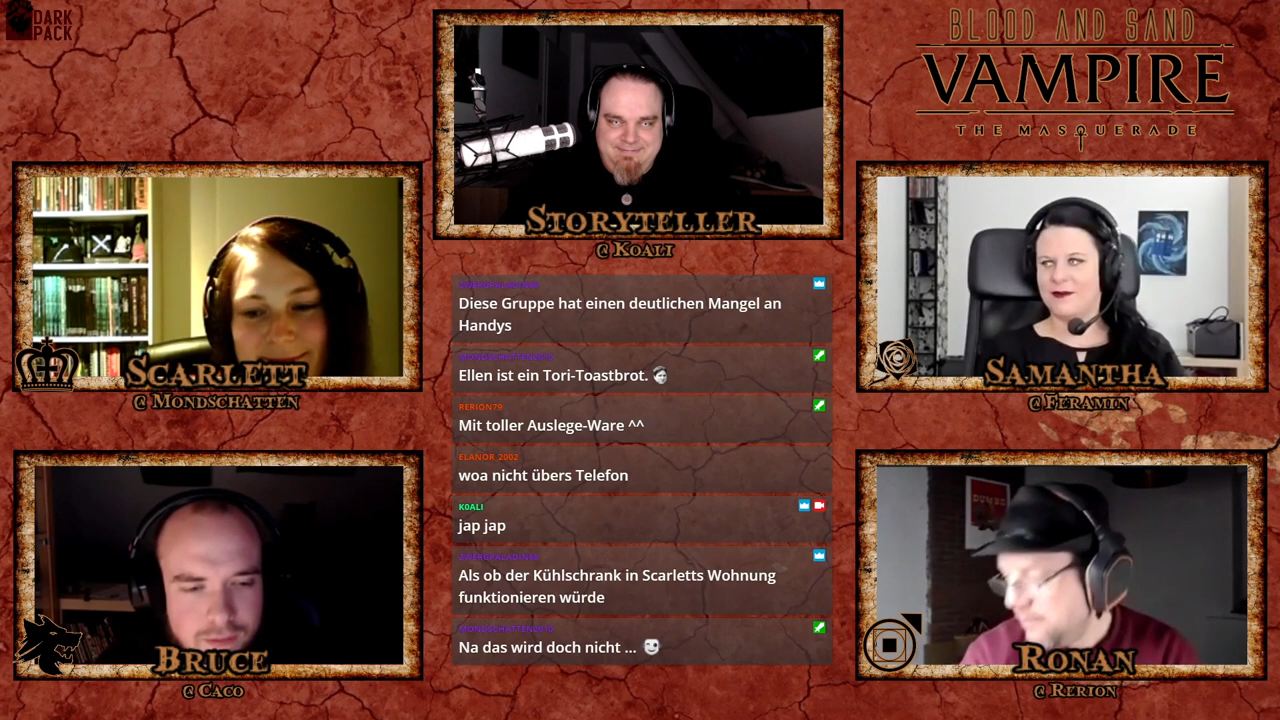 DARK
PACK
BLOOD AND SAND
VAMPIRE
THE MASQUERADE
STORYTELLER
@ KOALI
SCARLETT
@ MONDSCHATTEN
SAMANTHA
@ FERAMIN
Diese Gruppe hat einen deutlichen Mangel an
Handys
Ellen ist ein Tori-Toastbrot.
RERION79
Mit toller Auslege-Ware ^^
ELANOR_2002
woa nicht übers Telefon
K0ALI
jap jap
Als ob der Kühlschrank in Scarletts Wohnung
funktionieren würde
Na das wird doch nicht ...
BRUCE
@ CACO
RONAN
@ RERION